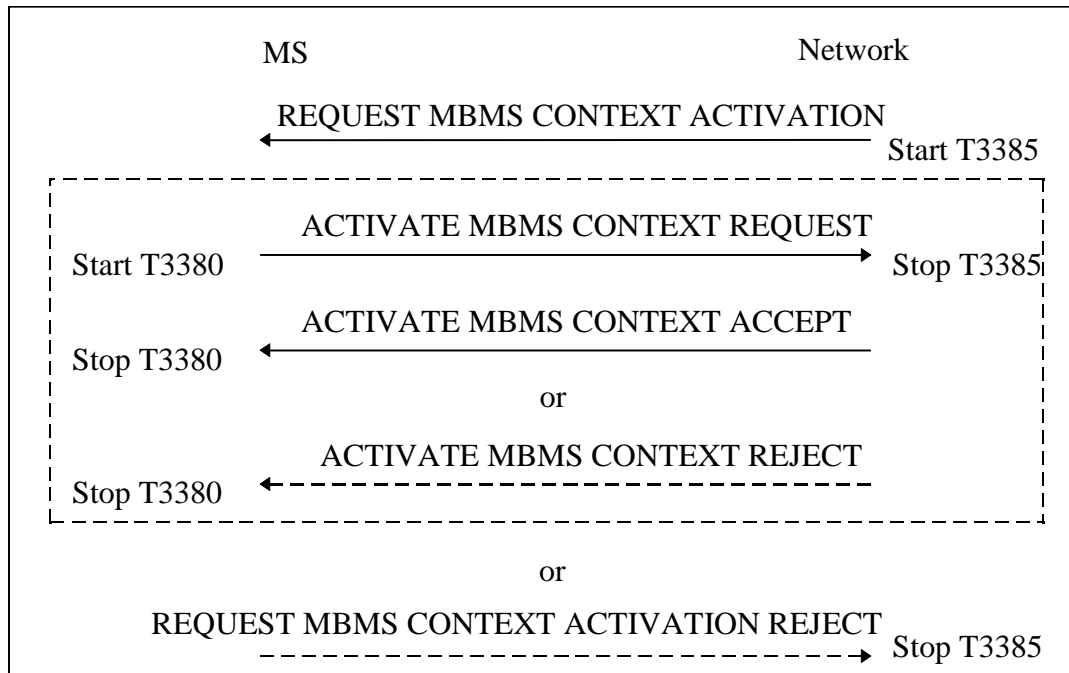 MS Network
REQUEST MBMS CONTEXT ACTIVATION
Start T3385
ACTIVATE MBMS CONTEXT REQUEST
Start T3380 Stop T3385
ACTIVATE MBMS CONTEXT ACCEPT
Stop T3380
or
ACTIVATE MBMS CONTEXT REJECT
Stop T3380
or
REQUEST MBMS CONTEXT ACTIVATION REJECT
Stop T3385